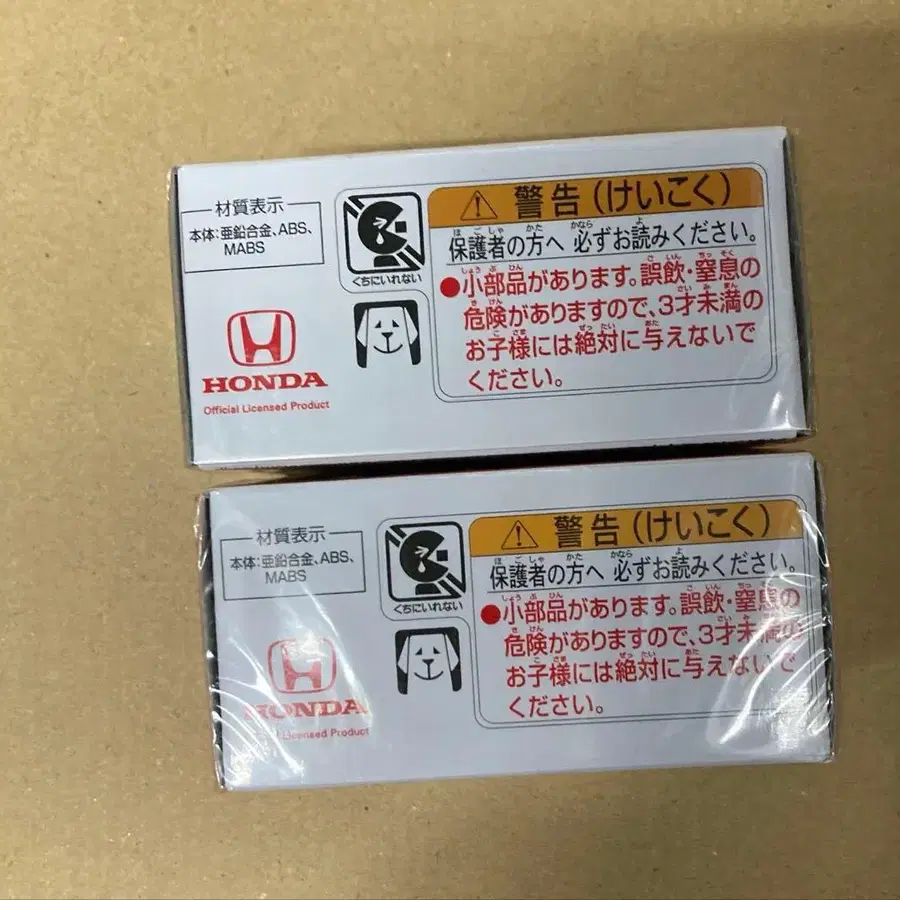 材質表示
本体:亜鉛合金、ABS、
MABS
くちにいれない
HONDA
Official Licensed Product
警告(けいこく)
保護者の方へ 必ずお読みください。
●小部品があります。誤飲・窒息の
危険がありますので、3才未満の
お子様には絶対に与えないで
ください。
材質表示
本体:亜鉛合金、ABS、
MABS
くちにいれない
HONDA
Licensed Product
警告(けいこく)
保護者の方へ 必ずお読みください。
●小部品があります。誤飲・窒息の
危険がありますので、3才未満の
お子様には絶対に与えないで
ください。